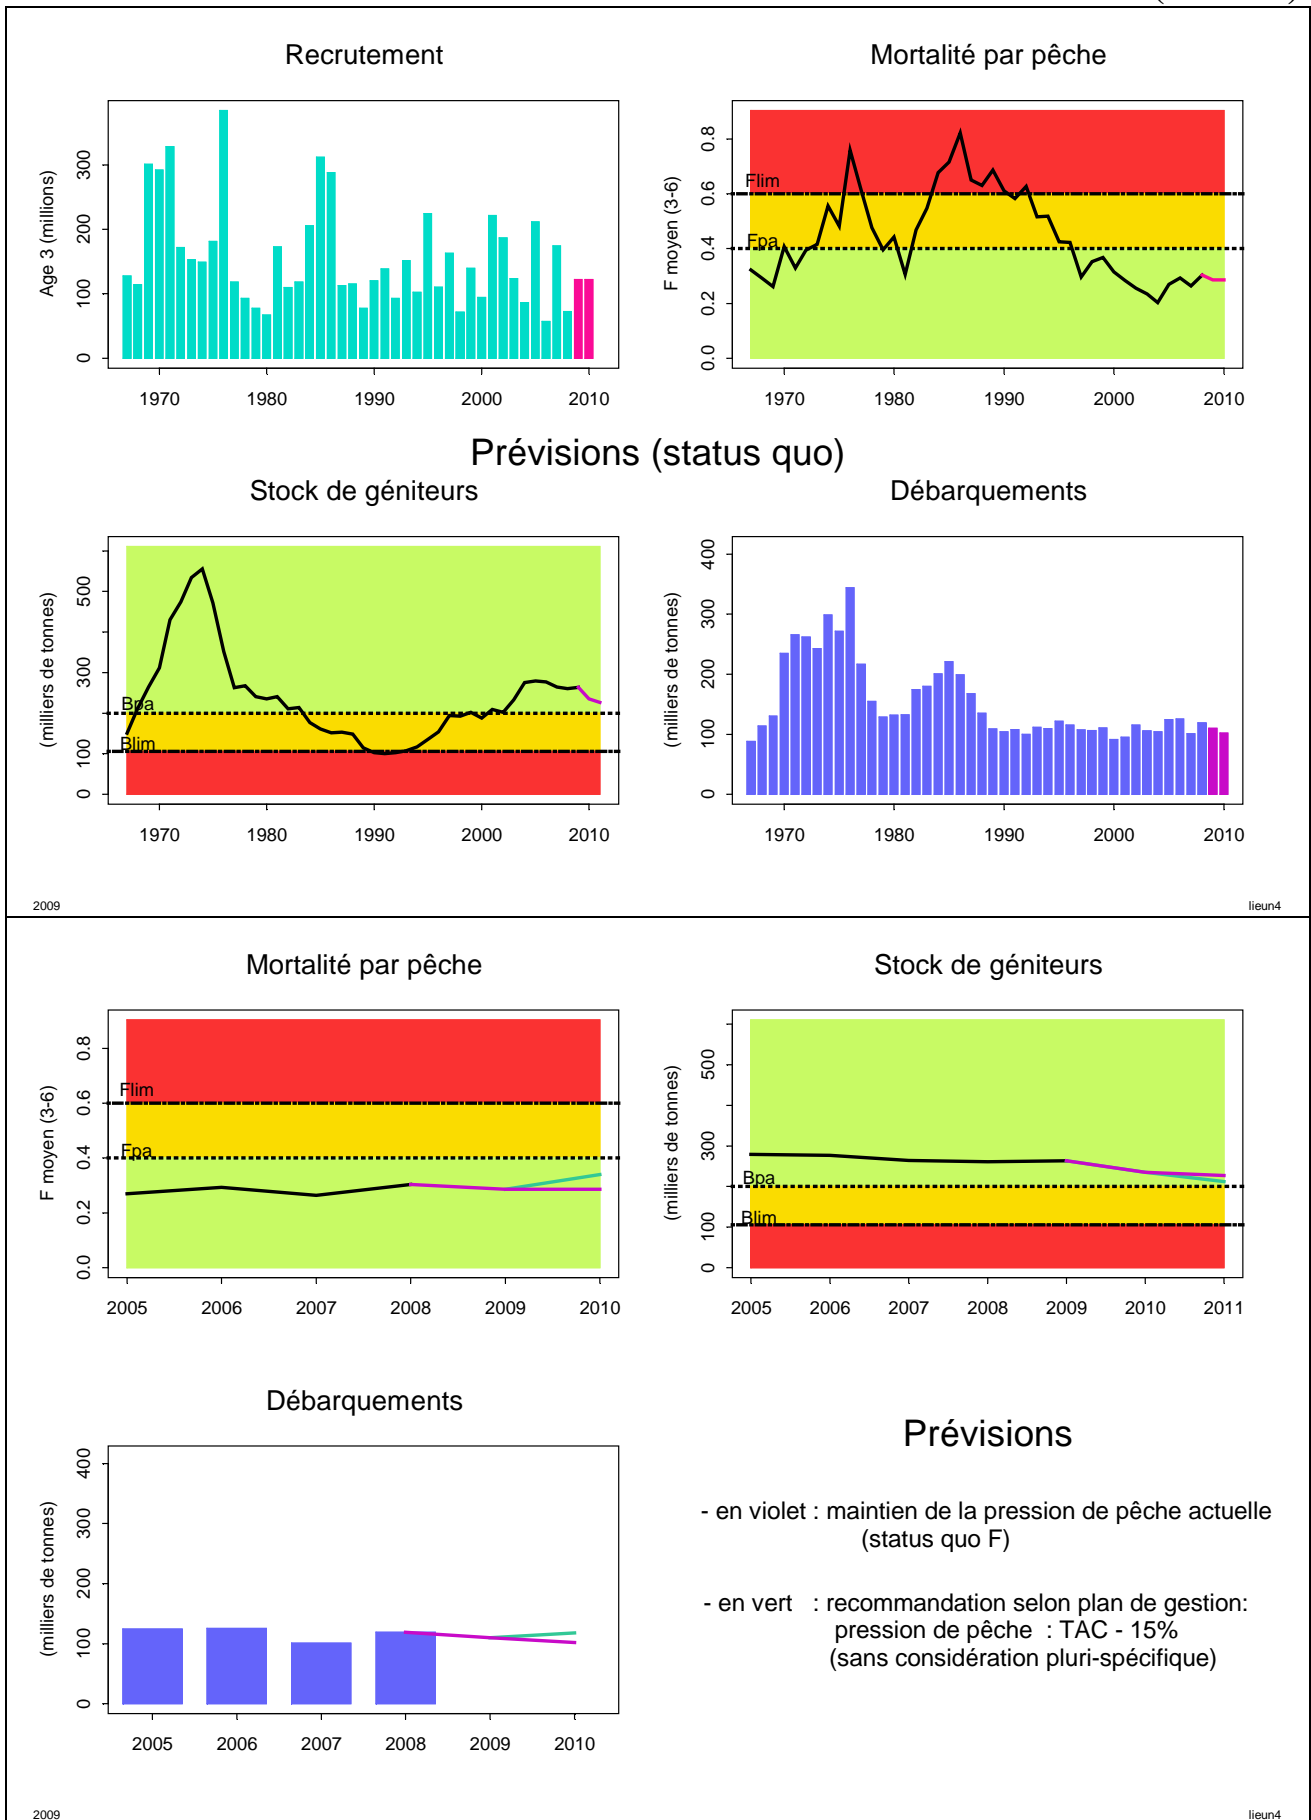 Recrutement
Age 3 (millions)
0 100 200 300
1970 1980 1990 2000 2010
Mortalité par pêche
F moyen (3-6)
0.0 0.2 0.4 0.6 0.8
Flim
Fpa
1970 1980 1990 2000 2010
Prévisions (status quo)
Stock de géniteurs
(milliers de tonnes)
0 100 300 500
Bpa
Blim
1970 1980 1990 2000 2010
Débarquements
(milliers de tonnes)
0 100 200 300 400
1970 1980 1990 2000 2010
2009
lieun4
Mortalité par pêche
F moyen (3-6)
0.0 0.2 0.4 0.6 0.8
Flim
Fpa
2005 2006 2007 2008 2009 2010
Stock de géniteurs
(milliers de tonnes)
0 100 300 500
Bpa
Blim
2005 2006 2007 2008 2009 2010 2011
Débarquements
(milliers de tonnes)
0 100 200 300 400
2005 2006 2007 2008 2009 2010
Prévisions
- en violet : maintien de la pression de pêche actuelle
(status quo F)
- en vert : recommandation selon plan de gestion:
pression de pêche : TAC - 15%
(sans considération pluri-spécifique)
2009
lieun4